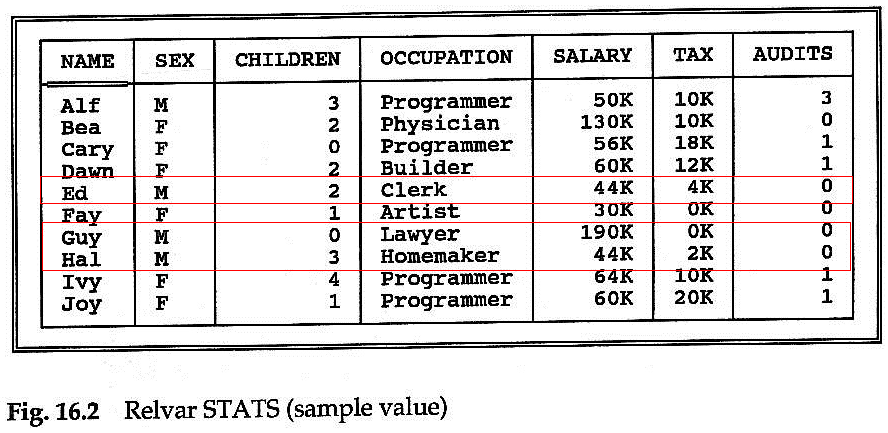 NAME SEX CHILDREN OCCUPATION SALARY TAX AUDITS
Alf M 3 Programmer 50K 10K 3
Bea F 2 Physician 130K 10K 0
Cary F 0 Programmer 56K 18K 1
Dawn F 2 Builder 60K 12K 1
Ed M 2 Clerk 44K 4K 0
Fay F 1 Artist 30K 0K 0
Guy M 0 Lawyer 190K 0K 0
Hal M 3 Homemaker 44K 2K 0
Ivy F 4 Programmer 64K 10K 1
Joy F 1 Programmer 60K 20K 1
Fig. 16.2 Relvar STATS (sample value)